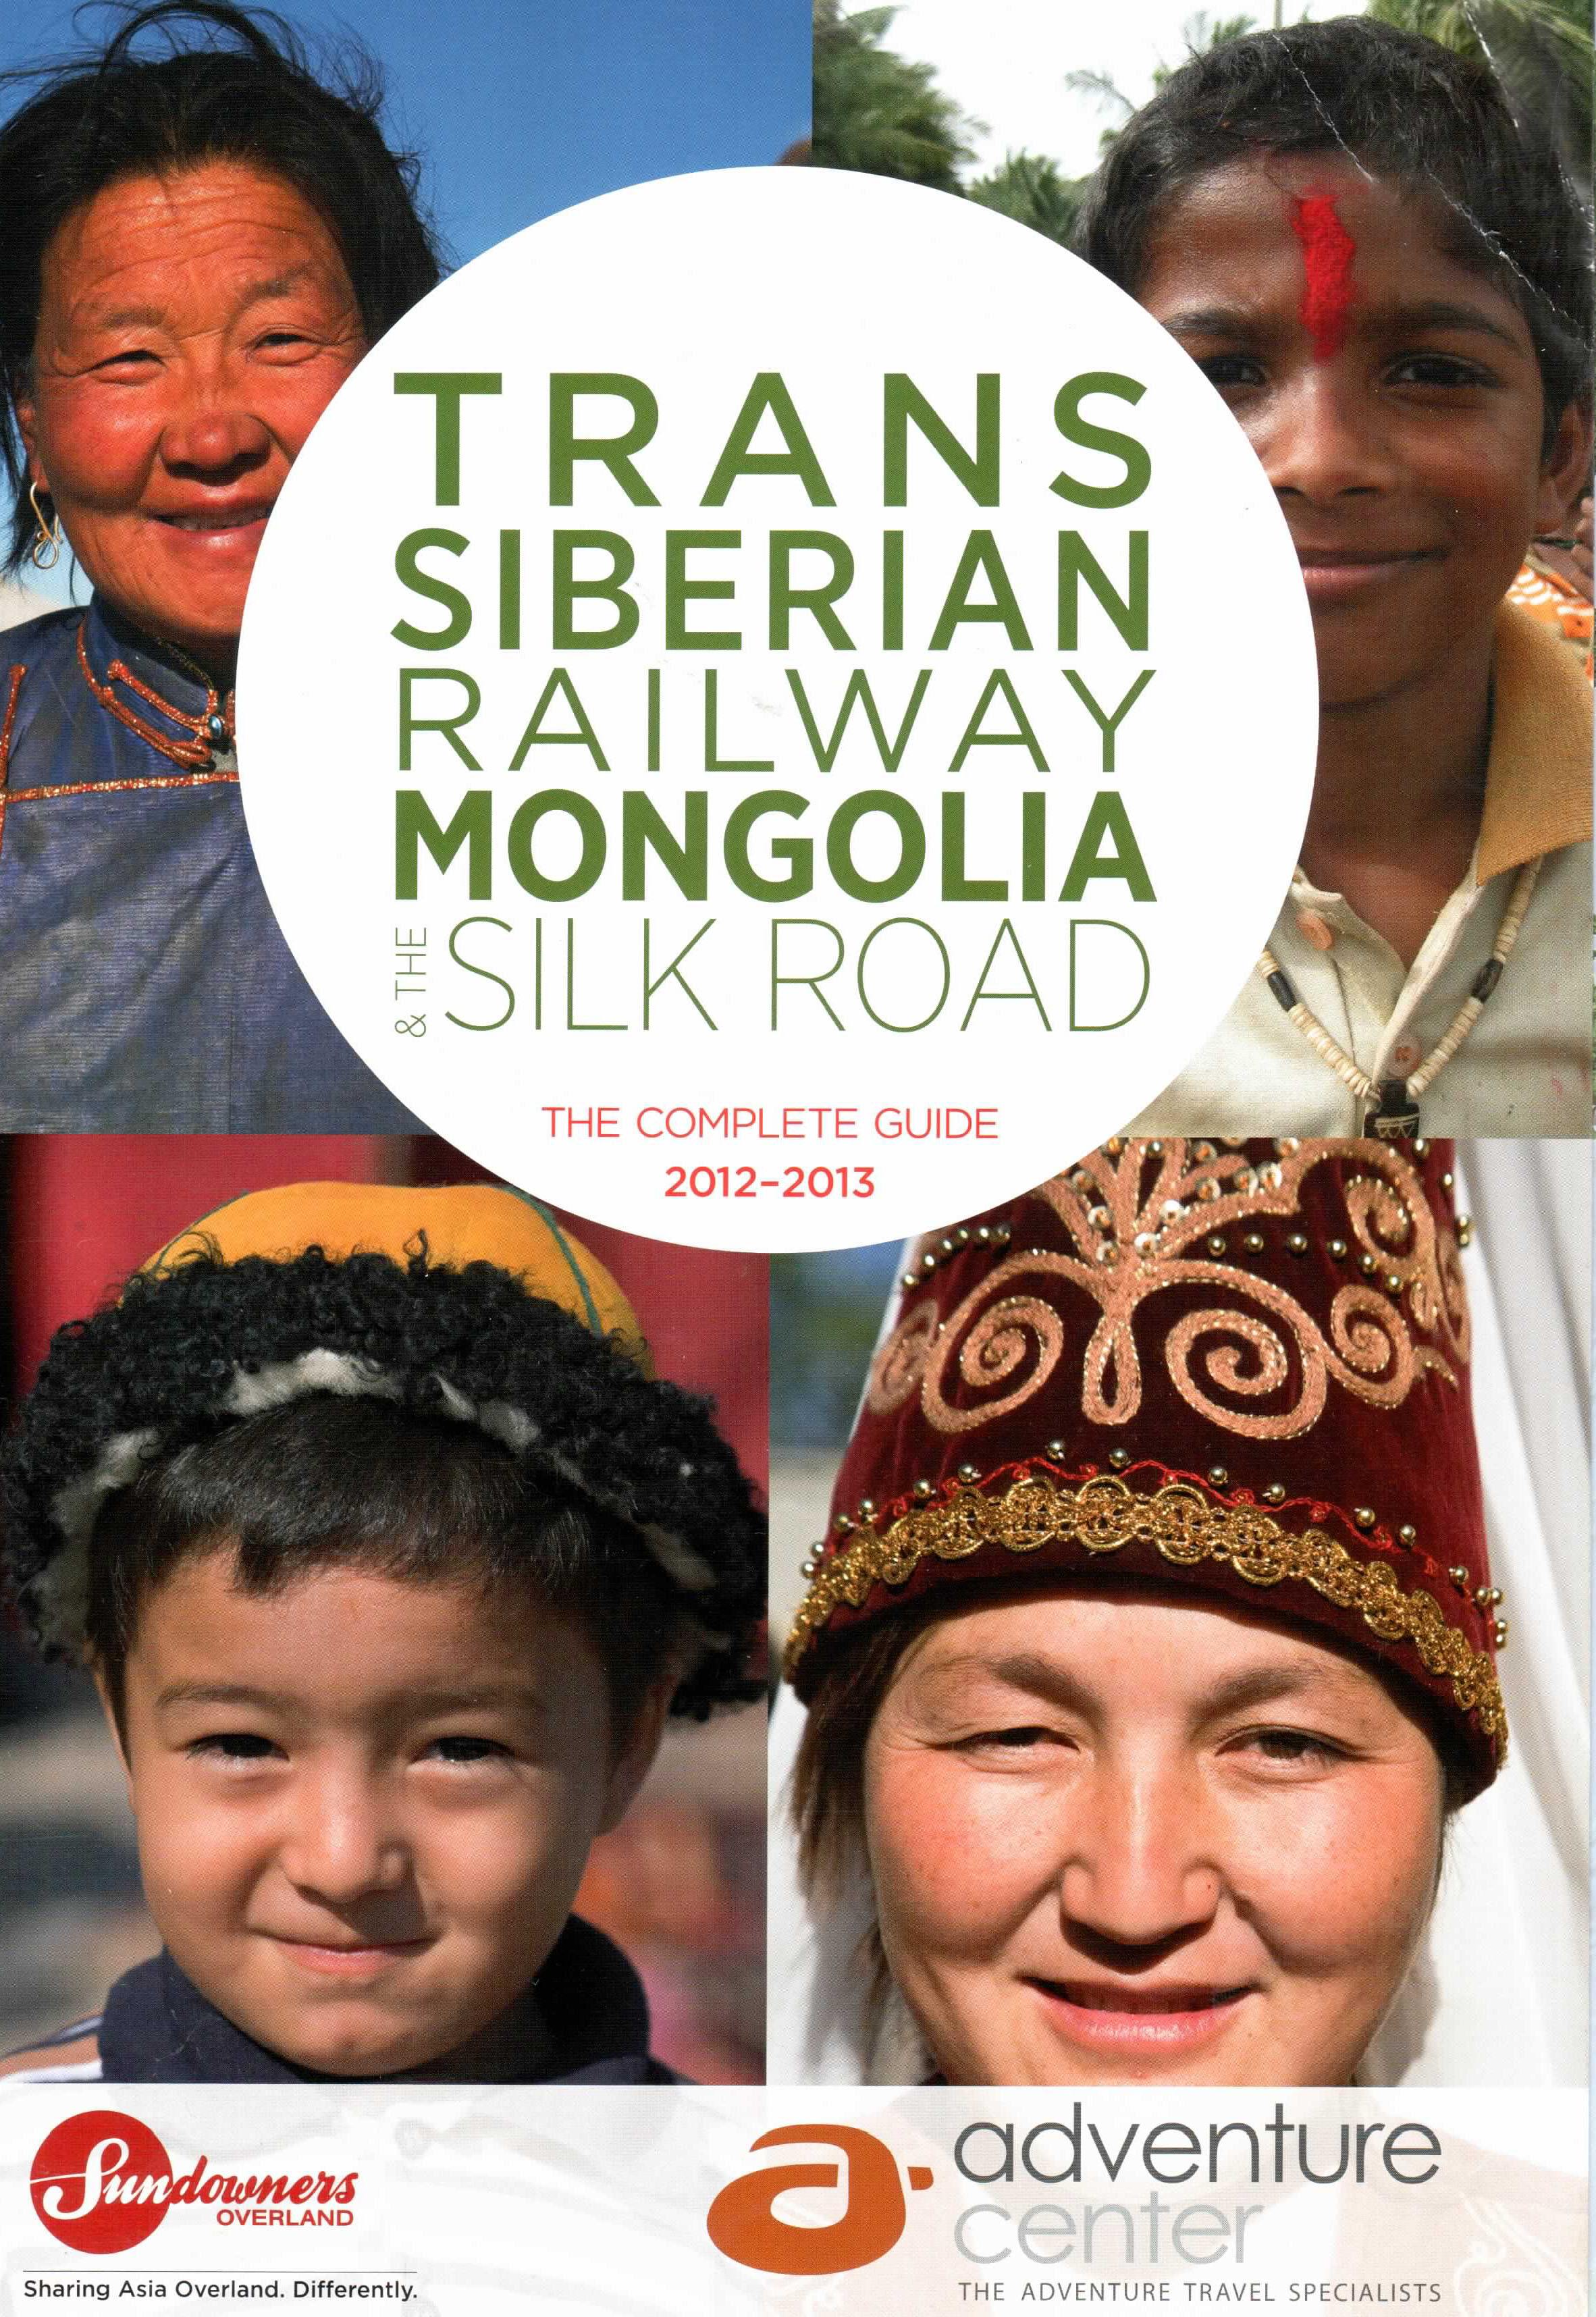 TRANS
SIBERIAN
RAILWAY
MONGOLIA
& THE SILK ROAD
THE COMPLETE GUIDE
2012–2013
Sundowners
OVERLAND
Sharing Asia Overland. Differently.
a
adventure
center
THE ADVENTURE TRAVEL SPECIALISTS